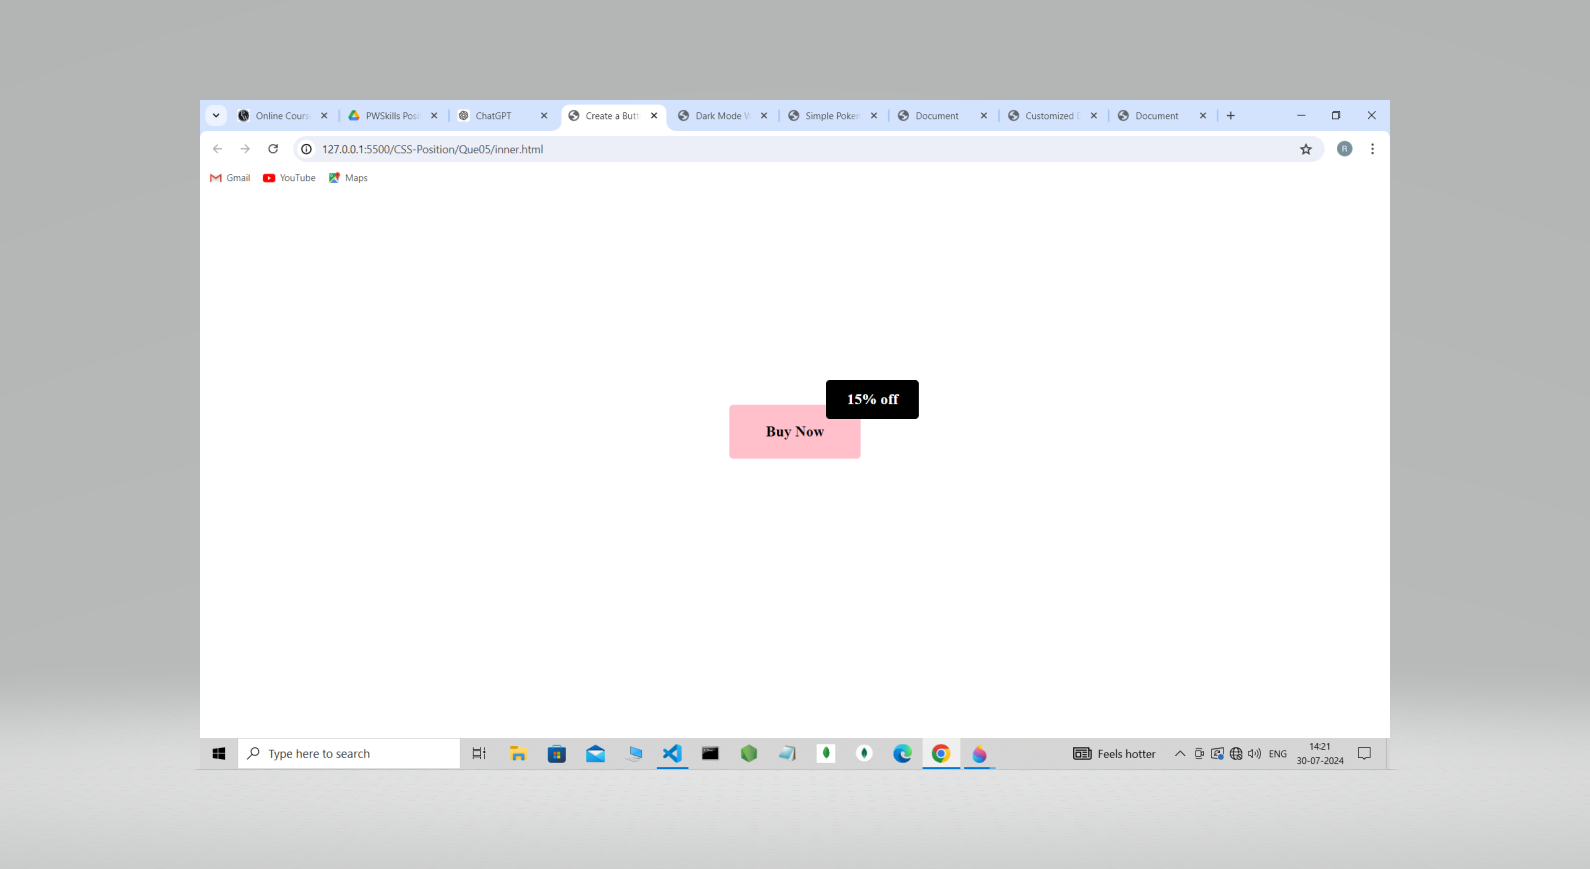 Online Cours
PWSkills Posi
ChatGPT
Create a Butt
Dark Mode
Simple Poker
Document
Customized
Document
127.0.0.1:5500/CSS-Position/Que05/inner.html
R
Gmail
YouTube
Maps
15% off
Buy Now
Type here to search
Feels hotter
ENG
14:21
30-07-2024